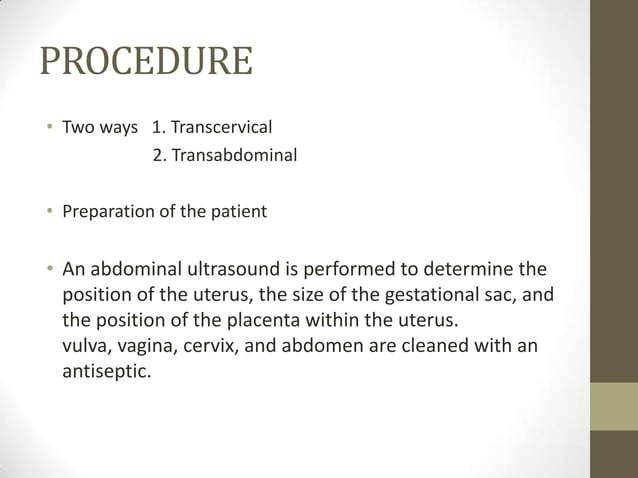 PROCEDURE
• Two ways 1. Transcervical
2. Transabdominal
• Preparation of the patient
• An abdominal ultrasound is performed to determine the
position of the uterus, the size of the gestational sac, and
the position of the placenta within the uterus.
vulva, vagina, cervix, and abdomen are cleaned with an
antiseptic.